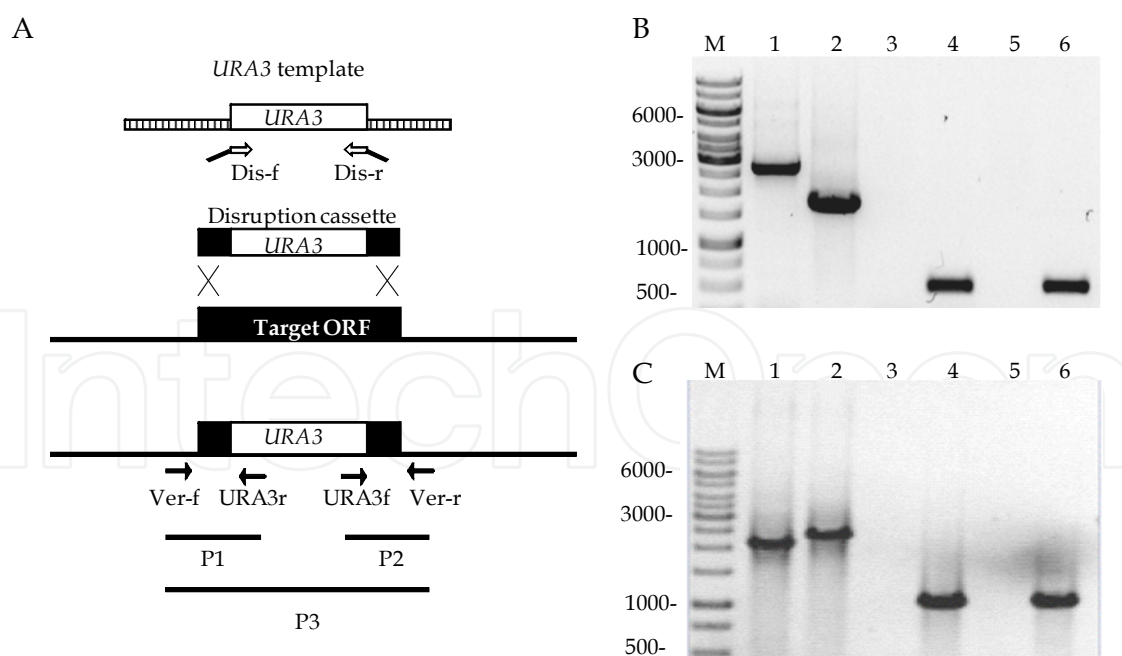 A
URA3 template
URA3
Dis-f
Dis-r
Disruption cassette
URA3
Target ORF
URA3
Ver-f
URA3r
URA3f
Ver-r
P1
P2
P3
B
M 1 2 3 4 5 6
6000-
3000-
1000-
500-
C
M 1 2 3 4 5 6
6000-
3000-
1000-
500-
IntechOpen